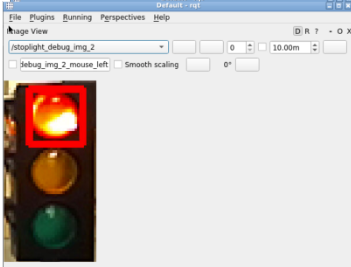 Default - rqt
File Plugins Running Perspectives Help
Image View D R ? - O X
/stoplight_debug_img_2 0 10.00m
debug_img_2_mouse_left Smooth scaling 0°